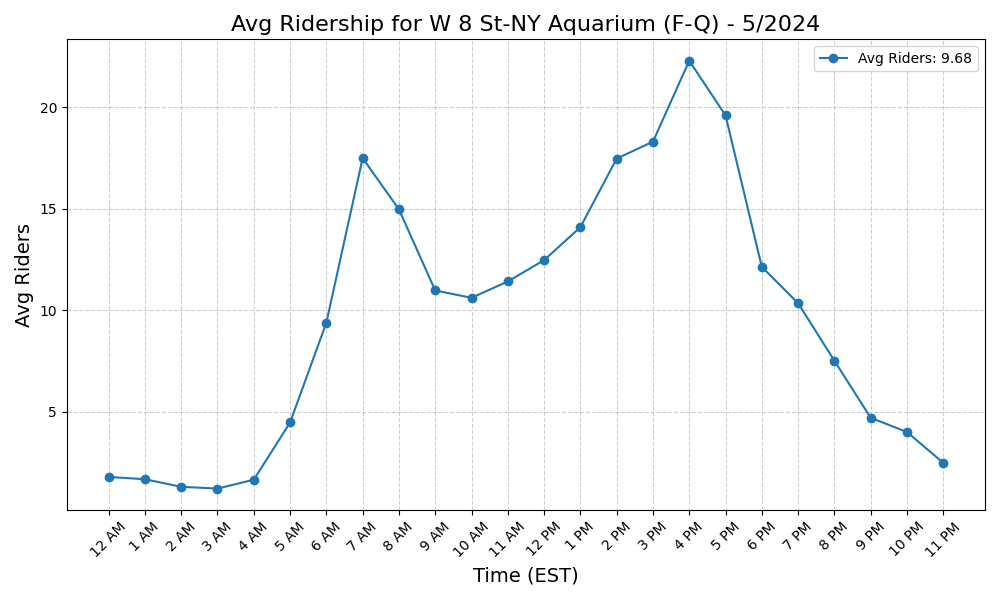 Avg Ridership for W 8 St-NY Aquarium (F-Q) - 5/2024
Avg Riders: 9.68
Avg Riders
20
15
10
5
12 AM
1 AM
2 AM
3 AM
4 AM
5 AM
6 AM
7 AM
8 AM
9 AM
10 AM
11 AM
12 PM
1 PM
2 PM
3 PM
4 PM
5 PM
6 PM
7 PM
8 PM
9 PM
10 PM
11 PM
Time (EST)